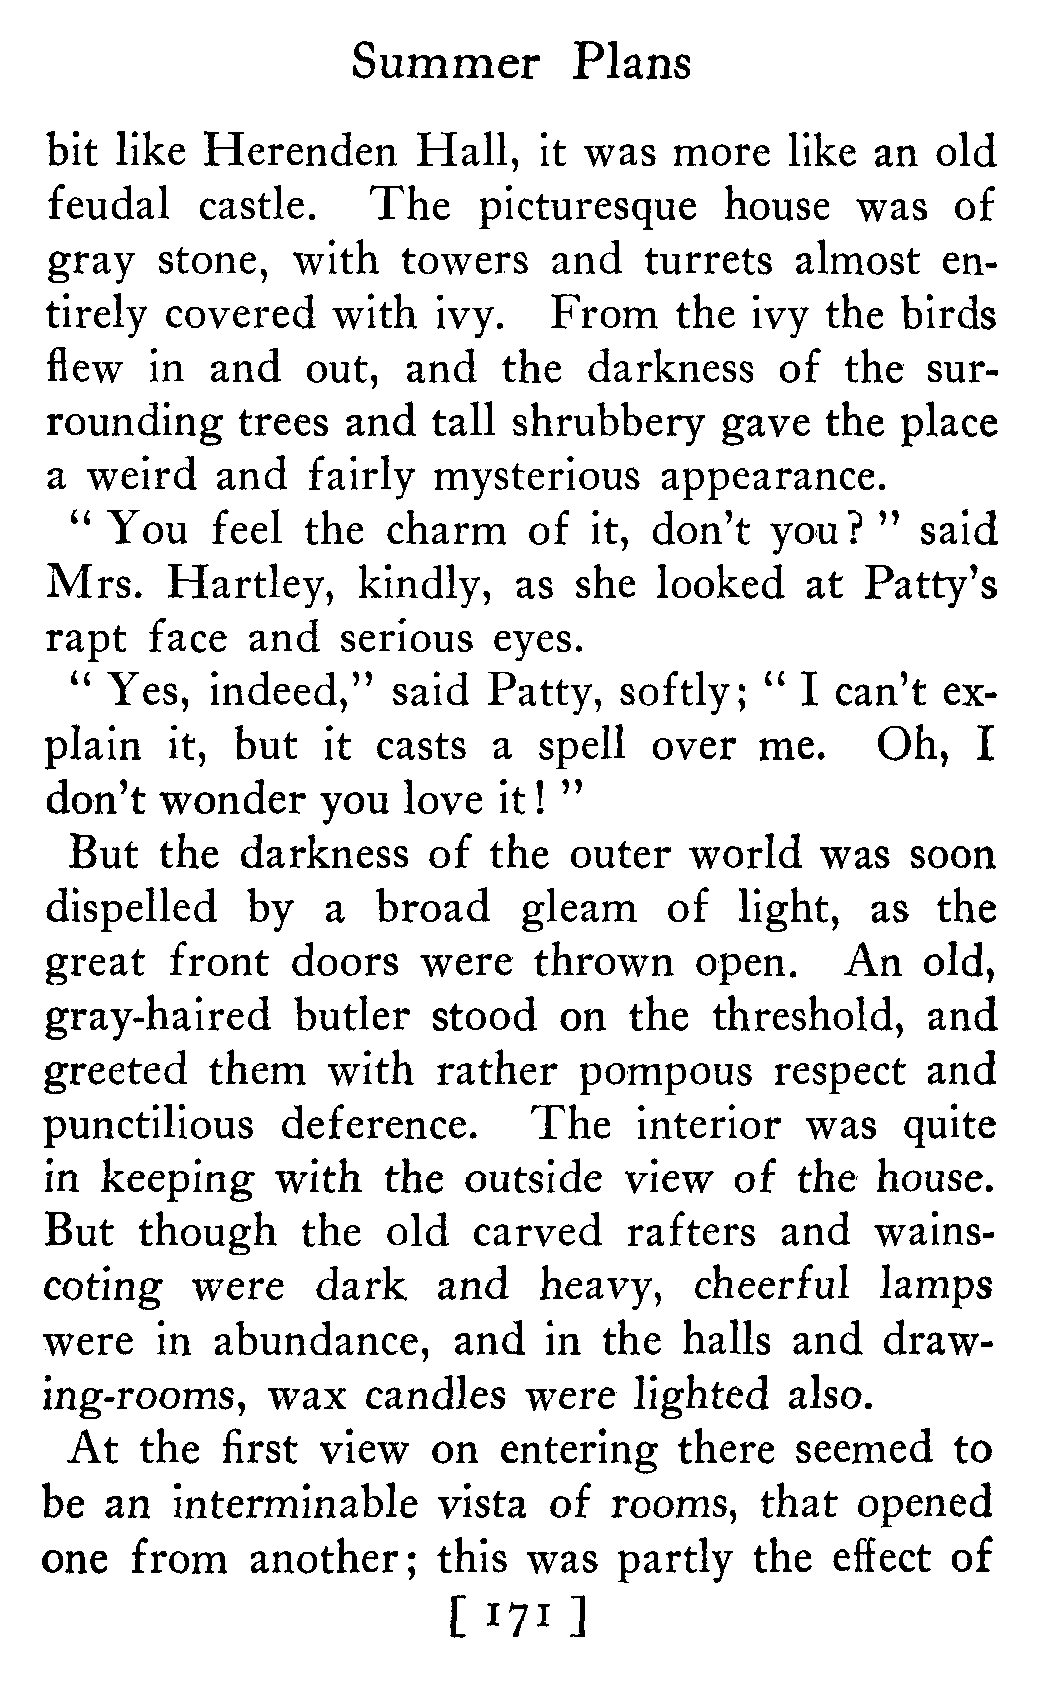 Summer Plans
bit like Herenden Hall, it was more like an old
feudal castle. The picturesque house was of
gray stone, with towers and turrets almost en-
tirely covered with ivy. From the ivy the birds
flew in and out, and the darkness of the sur-
rounding trees and tall shrubbery gave the place
a weird and fairly mysterious appearance.
" You feel the charm of it, don't you? " said
Mrs. Hartley, kindly, as she looked at Patty's
rapt face and serious eyes.
" Yes, indeed," said Patty, softly; " I can't ex-
plain it, but it casts a spell over me. Oh, I
don't wonder you love it! "
But the darkness of the outer world was soon
dispelled by a broad gleam of light, as the
great front doors were thrown open. An old,
gray-haired butler stood on the threshold, and
greeted them with rather pompous respect and
punctilious deference. The interior was quite
in keeping with the outside view of the house.
But though the old carved rafters and wains-
coting were dark and heavy, cheerful lamps
were in abundance, and in the halls and draw-
ing-rooms, wax candles were lighted also.
At the first view on entering there seemed to
be an interminable vista of rooms, that opened
one from another; this was partly the effect of
[ 171 ]